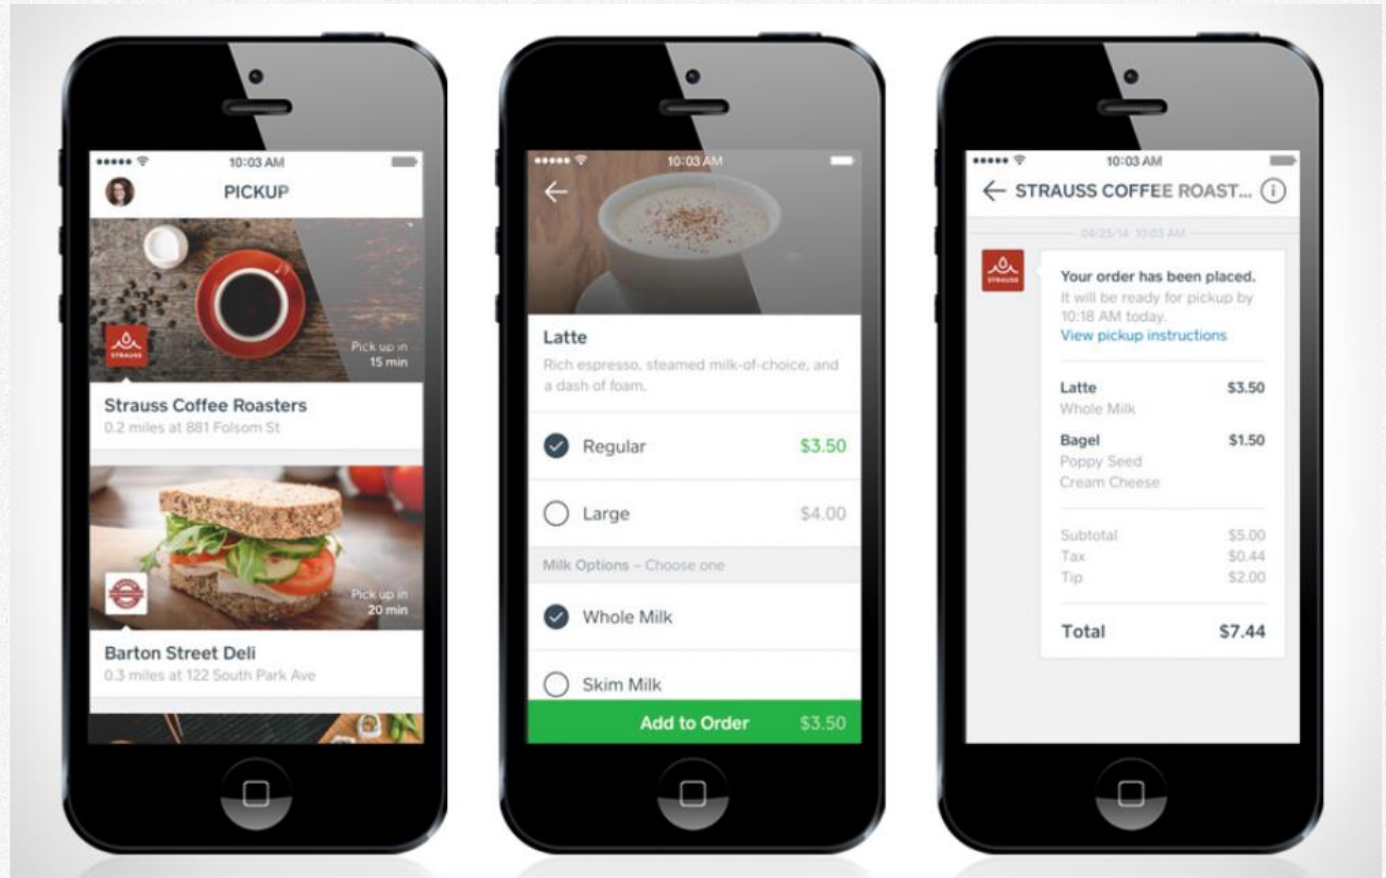 10:03 AM
PICKUP
STRAUSS
Pick up in
15 min
Strauss Coffee Roasters
0.2 miles at 881 Folsom St
Pick up in
20 min
Barton Street Deli
0.3 miles at 122 South Park Ave
10:03 AM
Latte
Rich espresso, steamed milk-of-choice, and
a dash of foam.
Regular $3.50
Large $4.00
Milk Options – Choose one
Whole Milk
Skim Milk
Add to Order $3.50
10:03 AM
STRAUSS COFFEE ROAST...
04/25/14 10:03 AM
STRAUSS
Your order has been placed.
It will be ready for pickup by
10:18 AM today.
View pickup instructions
Latte $3.50
Whole Milk
Bagel $1.50
Poppy Seed
Cream Cheese
Subtotal $5.00
Tax $0.44
Tip $2.00
Total $7.44